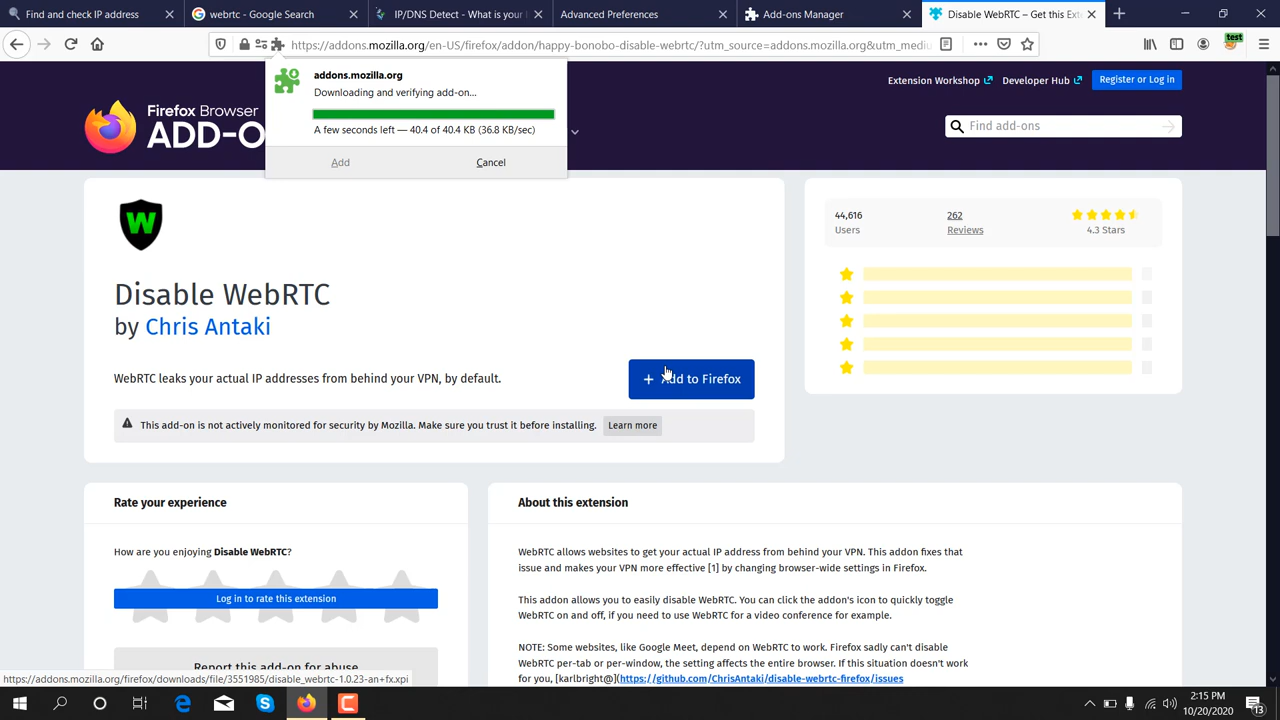 Find and check IP address
webrtc - Google Search
IP/DNS Detect - What is your
Advanced Preferences
Add-ons Manager
Disable WebRTC – Get this Ext
https://addons.mozilla.org/en-US/firefox/addon/happy-bonobo-disable-webrtc/?utm_source=addons.mozilla.org&utm_mediu
test
addons.mozilla.org
Downloading and verifying add-on...
A few seconds left — 40.4 of 40.4 KB (36.8 KB/sec)
Add
Cancel
Extension Workshop
Developer Hub
Register or Log in
Firefox Browser
ADD-O
Find add-ons
W
Disable WebRTC
by Chris Antaki
WebRTC leaks your actual IP addresses from behind your VPN, by default.
+ Add to Firefox
This add-on is not actively monitored for security by Mozilla. Make sure you trust it before installing.
Learn more
44,616
Users
262
Reviews
4.3 Stars
Rate your experience
How are you enjoying Disable WebRTC?
Log in to rate this extension
Report this add-on for abuse
About this extension
WebRTC allows websites to get your actual IP address from behind your VPN. This addon fixes that
issue and makes your VPN more effective [1] by changing browser-wide settings in Firefox.
This addon allows you to easily disable WebRTC. You can click the addon's icon to quickly toggle
WebRTC on and off, if you need to use WebRTC for a video conference for example.
NOTE: Some websites, like Google Meet, depend on WebRTC to work. Firefox sadly can't disable
WebRTC per-tab or per-window, the setting affects the entire browser. If this situation doesn't work
for you, [karlbright@](https://github.com/ChrisAntaki/disable-webrtc-firefox/issues
https://addons.mozilla.org/firefox/downloads/file/3551985/disable_webrtc-1.0.23-an+fx.xpi
2:15 PM
10/20/2020
13